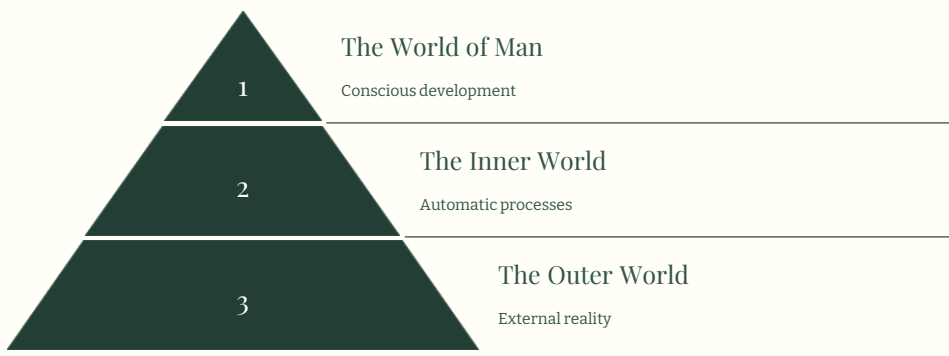 1
The World of Man
Conscious development
2
The Inner World
Automatic processes
3
The Outer World
External reality